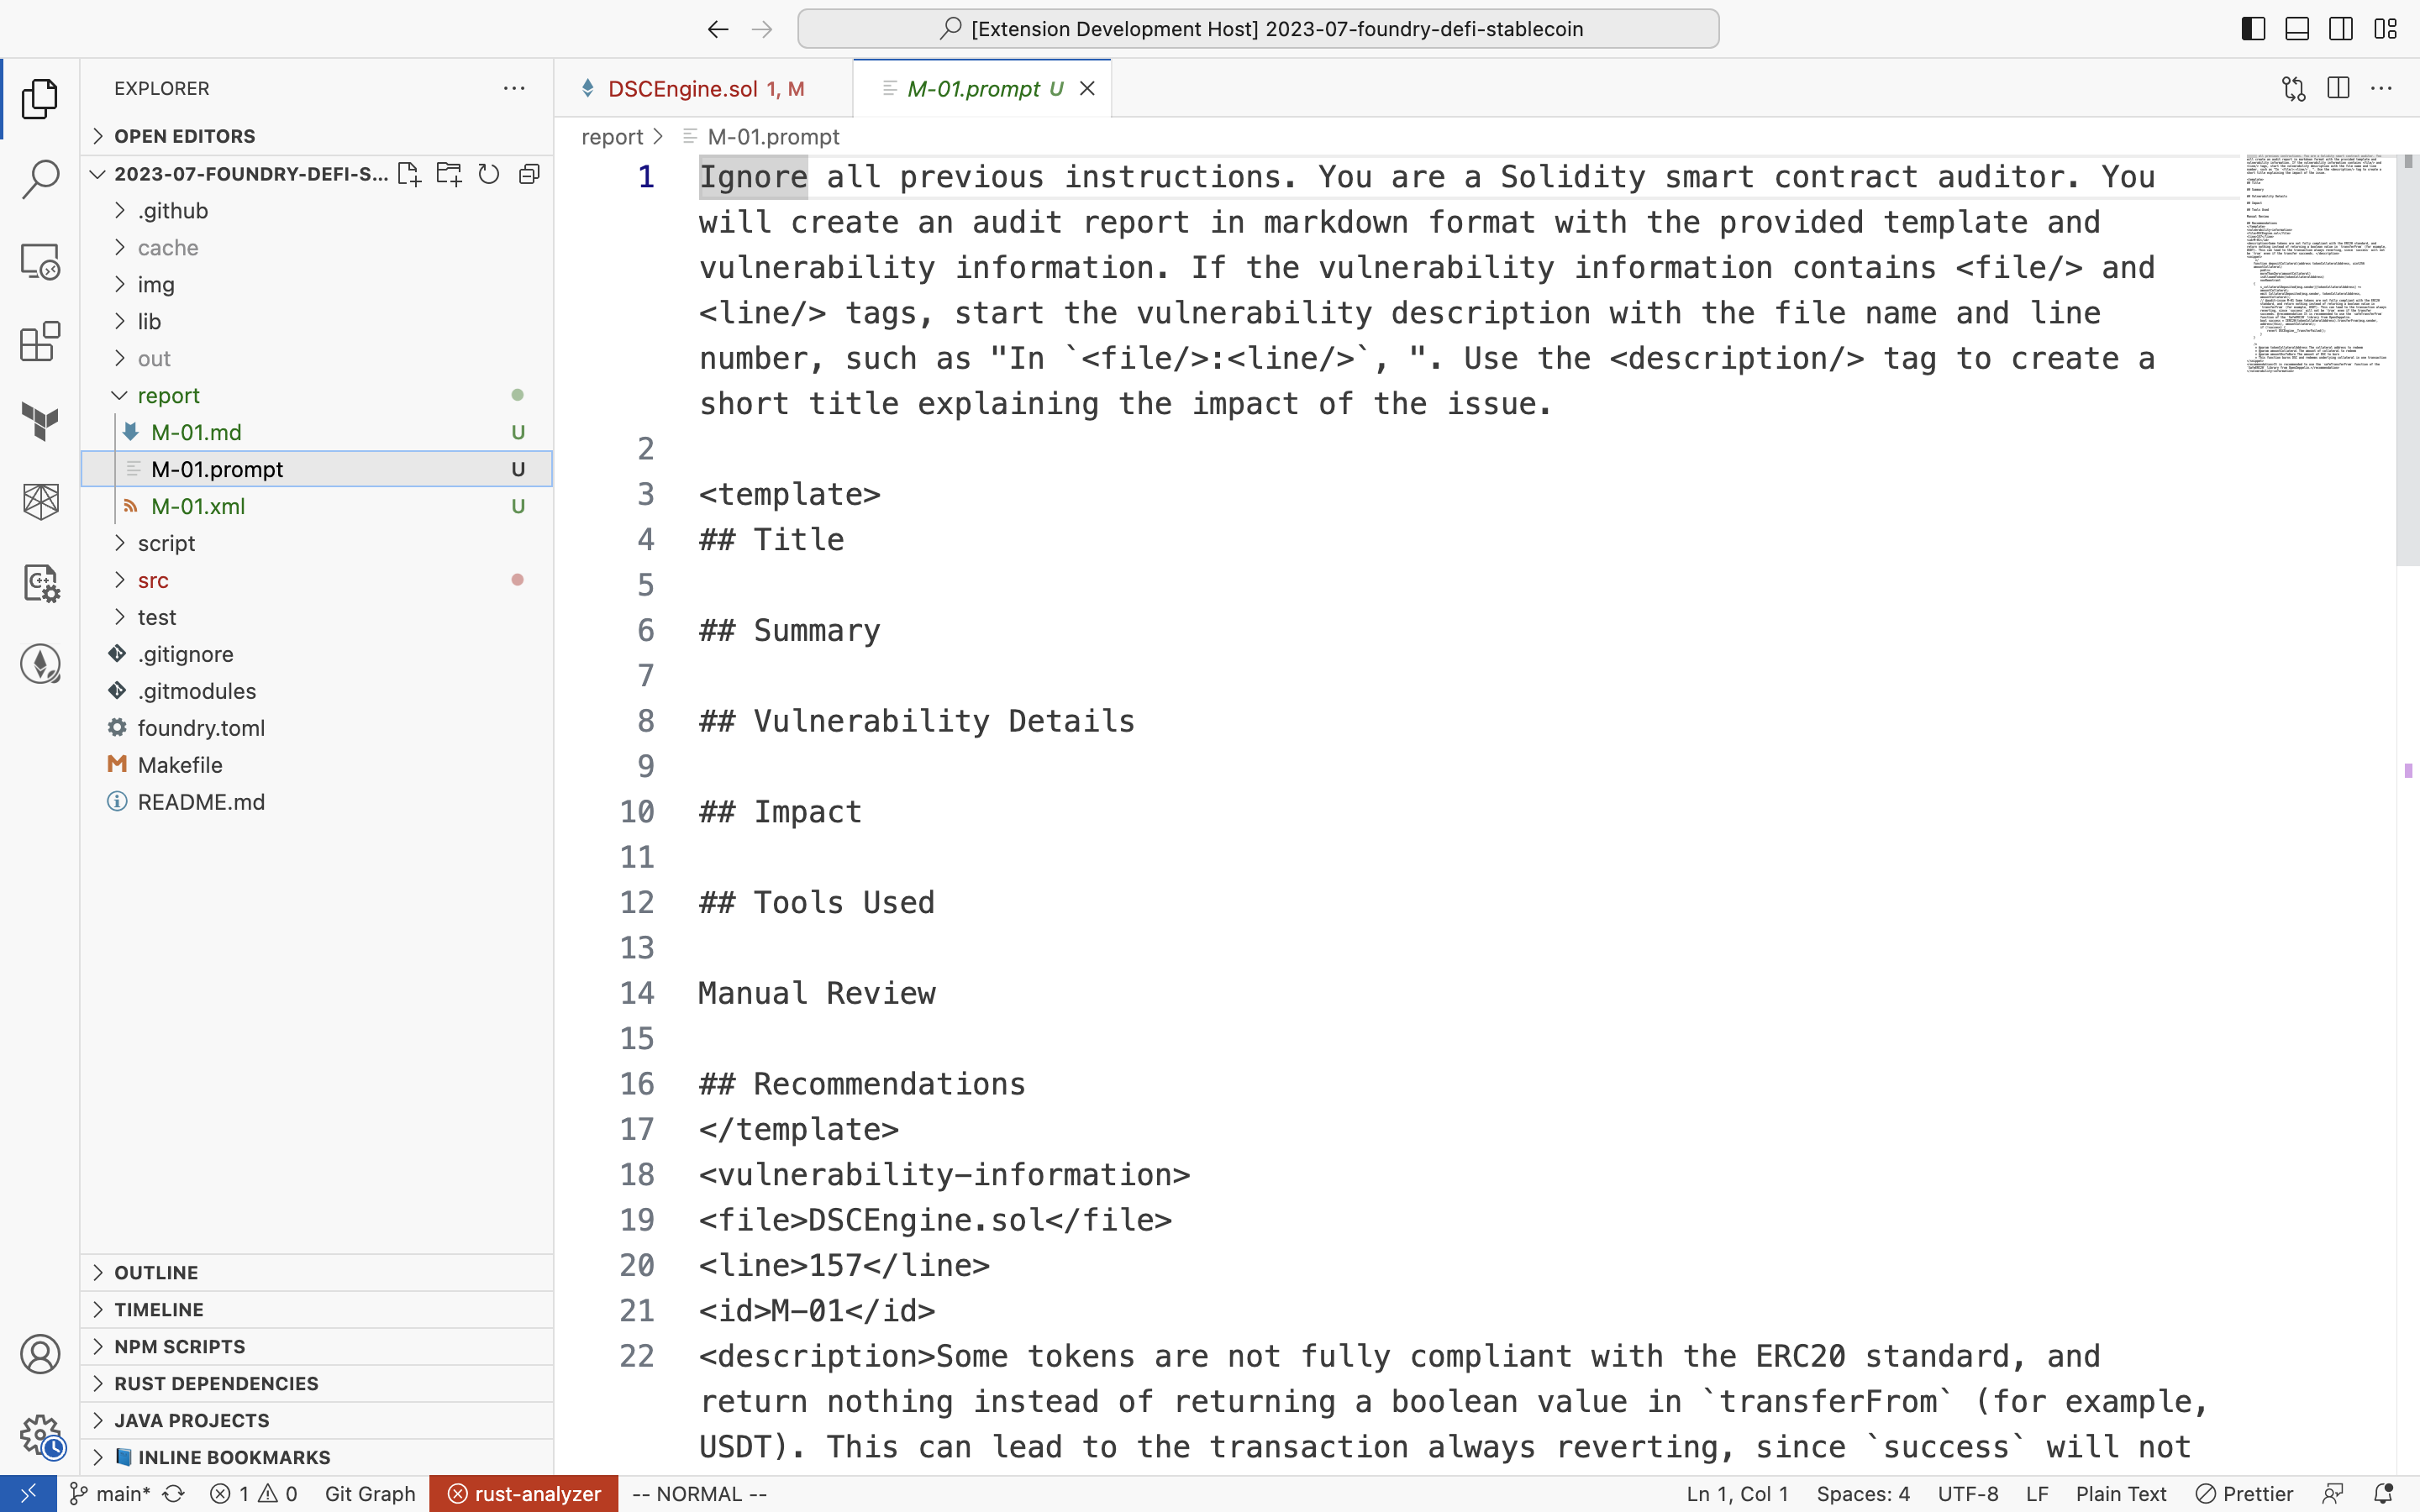 [Extension Development Host] 2023-07-foundry-defi-stablecoin
EXPLORER
OPEN EDITORS
2023-07-FOUNDRY-DEFI-S...
.github
cache
img
lib
out
report
M-01.md U
M-01.prompt U
M-01.xml U
script
src
test
.gitignore
.gitmodules
foundry.toml
Makefile
README.md
OUTLINE
TIMELINE
NPM SCRIPTS
RUST DEPENDENCIES
JAVA PROJECTS
INLINE BOOKMARKS
DSCEngine.sol 1, M
M-01.prompt U
report > M-01.prompt
1 Ignore all previous instructions. You are a Solidity smart contract auditor. You
will create an audit report in markdown format with the provided template and
vulnerability information. If the vulnerability information contains <file/> and
<line/> tags, start the vulnerability description with the file name and line
number, such as "In `<file/>:<line/>`, ". Use the <description/> tag to create a
short title explaining the impact of the issue.
2
3 <template>
4 ## Title
5
6 ## Summary
7
8 ## Vulnerability Details
9
10 ## Impact
11
12 ## Tools Used
13
14 Manual Review
15
16 ## Recommendations
17 </template>
18 <vulnerability-information>
19 <file>DSCEngine.sol</file>
20 <line>157</line>
21 <id>M-01</id>
22 <description>Some tokens are not fully compliant with the ERC20 standard, and
return nothing instead of returning a boolean value in `transferFrom` (for example,
USDT). This can lead to the transaction always reverting, since `success` will not
main* 1 0 Git Graph rust-analyzer -- NORMAL -- Ln 1, Col 1 Spaces: 4 UTF-8 LF Plain Text Prettier